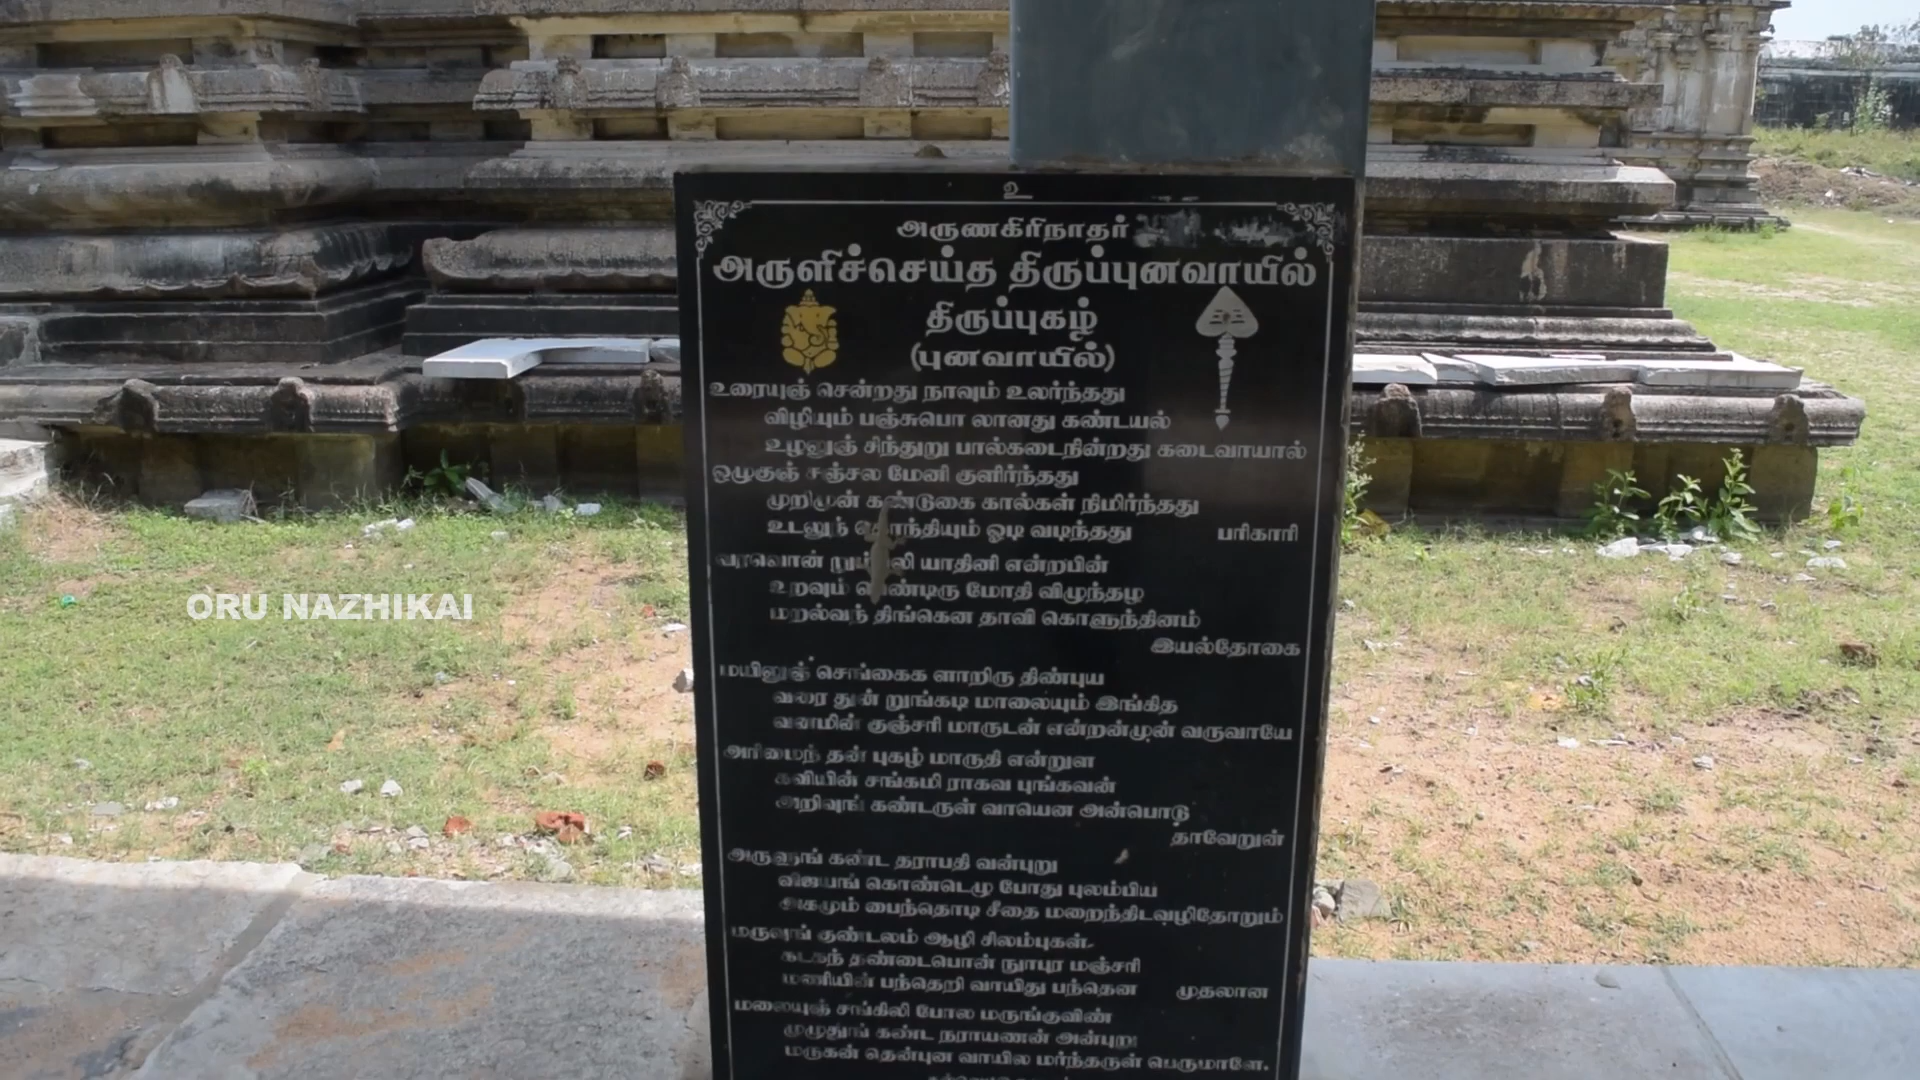 உ
அருணகிரிநாதர்
அருளிச்செய்த திருப்புனவாயில்
திருப்புகழ்
(புனவாயில்)
உரையுஞ் சென்றது நாவும் உலர்ந்தது
விழியும் பஞ்சுபொ லானது கண்டயல்
உழலுஞ் சிந்துறு பால்கடைநின்றது கடைவாயால்
ஒழுகுஞ் சஞ்சல மேனி குளிர்ந்தது
முறிமுன் கண்டுகை கால்கள் நிமிர்ந்தது
உடலுந் தொந்தியும் ஓடி வடிந்தது பரிகாரி
வரவொன் யாதினி என்றபின்
உறவும் பெண்டிரு மோதி விழுந்தழ
மறல்வந் திங்கென தாவி கொளுந்தினம்
இயல்தோகை
மயிலுஞ் செங்கைக ளாறிரு திண்புய
வரை துன் றுங்கடி மாலையும் இங்கித
வனமின் குஞ்சரி மாருடன் என்றன்முன் வருவாயே
அரிமைந் தன் புகழ் மாருதி என்றுள
கவியின் சங்கமி ராகவ புங்கவன்
அறிவுங் கண்டருள் வாயென அன்பொடு
தாவேறுன்
அருளுங் கண்ட தராபதி வன்புறு
விஜயங் கொண்டெழு போது புலம்பிய
அகமும் பைந்தொடி சீதை மறைந்திடவழிதோறும்
மருவுங் குண்டலம் ஆழி சிலம்புகள்
கடகந் தண்டைபொன் நூபுர மஞ்சரி
மணியின் பந்தெறி வாயிது பந்தென முதலான
மலையுஞ் சங்கிலி போல மருங்குவிண்
முழுதுங் கண்ட நராயணன் அன்புறு
மருகன் தென்புன வாயில மர்ந்தருள் பெருமாளே.
ORU NAZHIKAI